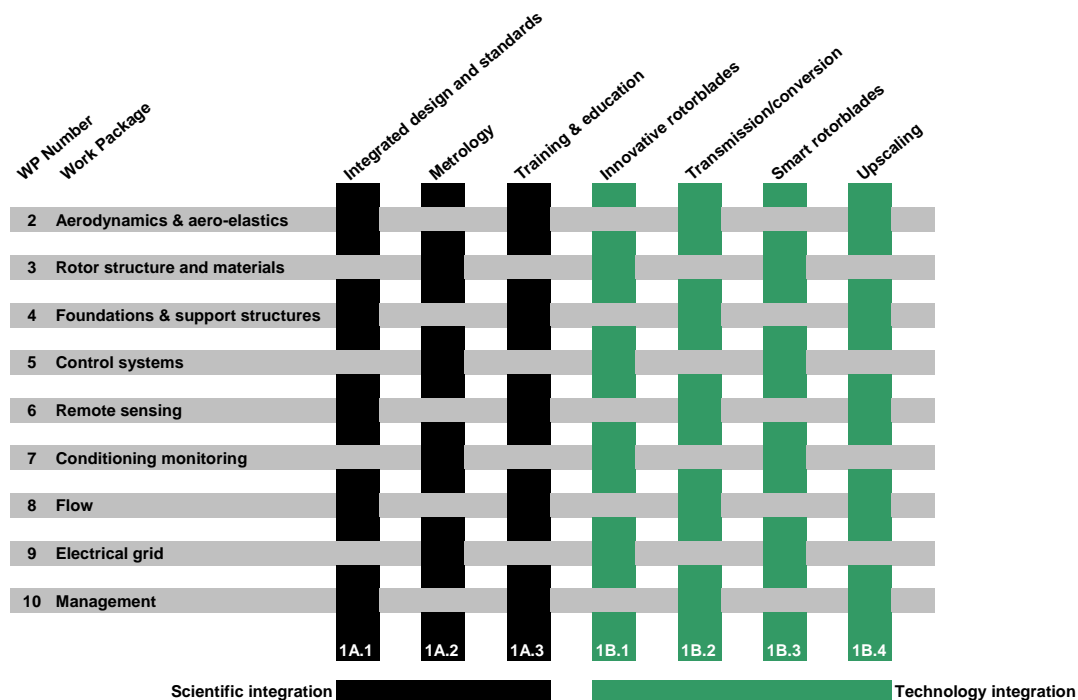 WP Number
Work Package
Integrated design and standards
Metrology
Training & education
Innovative rotorblades
Transmission/conversion
Smart rotorblades
Upscaling
2 Aerodynamics & aero-elastics
3 Rotor structure and materials
4 Foundations & support structures
5 Control systems
6 Remote sensing
7 Conditioning monitoring
8 Flow
9 Electrical grid
10 Management
1A.1 1A.2 1A.3 1B.1 1B.2 1B.3 1B.4
Scientific integration Technology integration